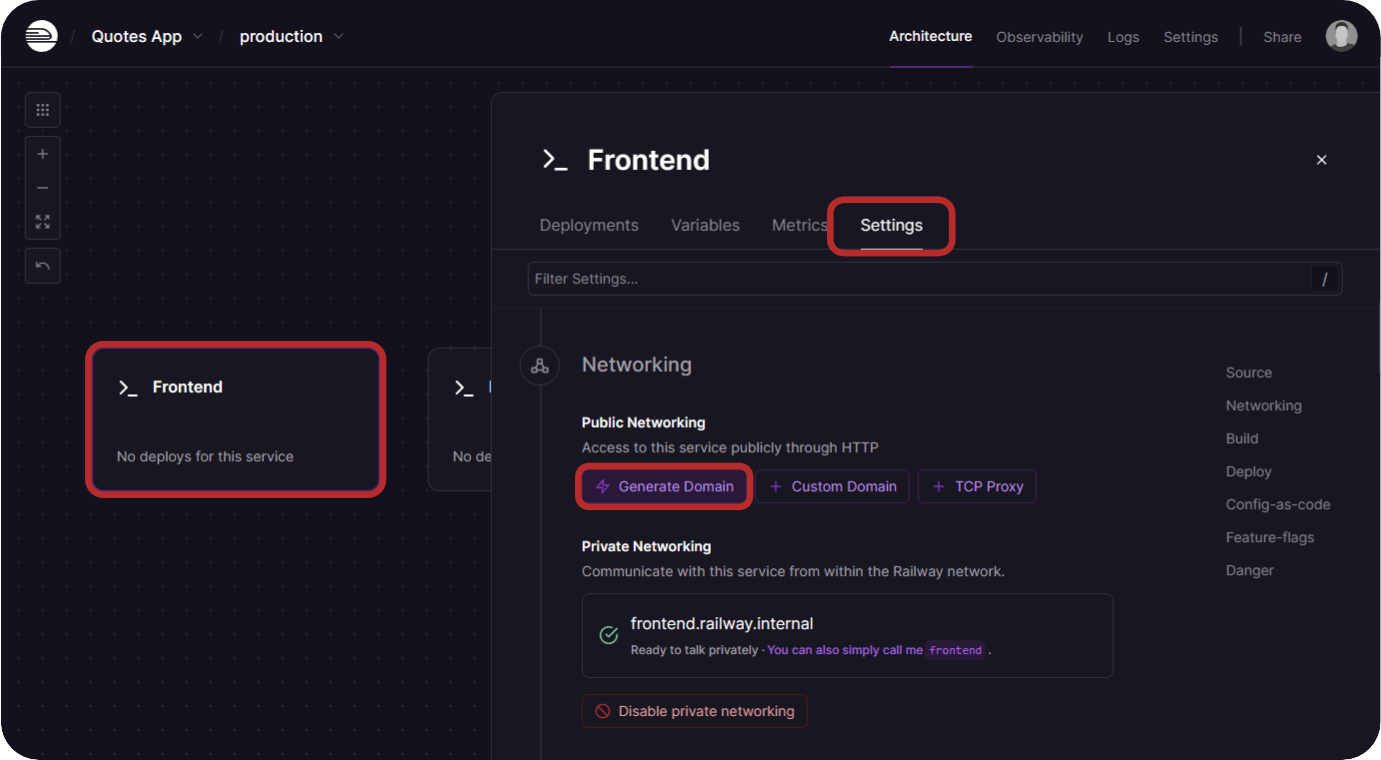 / Quotes App / production
Architecture Observability Logs Settings Share
Frontend
Deployments Variables Metrics Settings
Filter Settings... /
Frontend
No deploys for this service
No de
Networking
Public Networking
Access to this service publicly through HTTP
Generate Domain + Custom Domain + TCP Proxy
Private Networking
Communicate with this service from within the Railway network.
frontend.railway.internal
Ready to talk privately · You can also simply call me frontend .
Disable private networking
Source
Networking
Build
Deploy
Config-as-code
Feature-flags
Danger